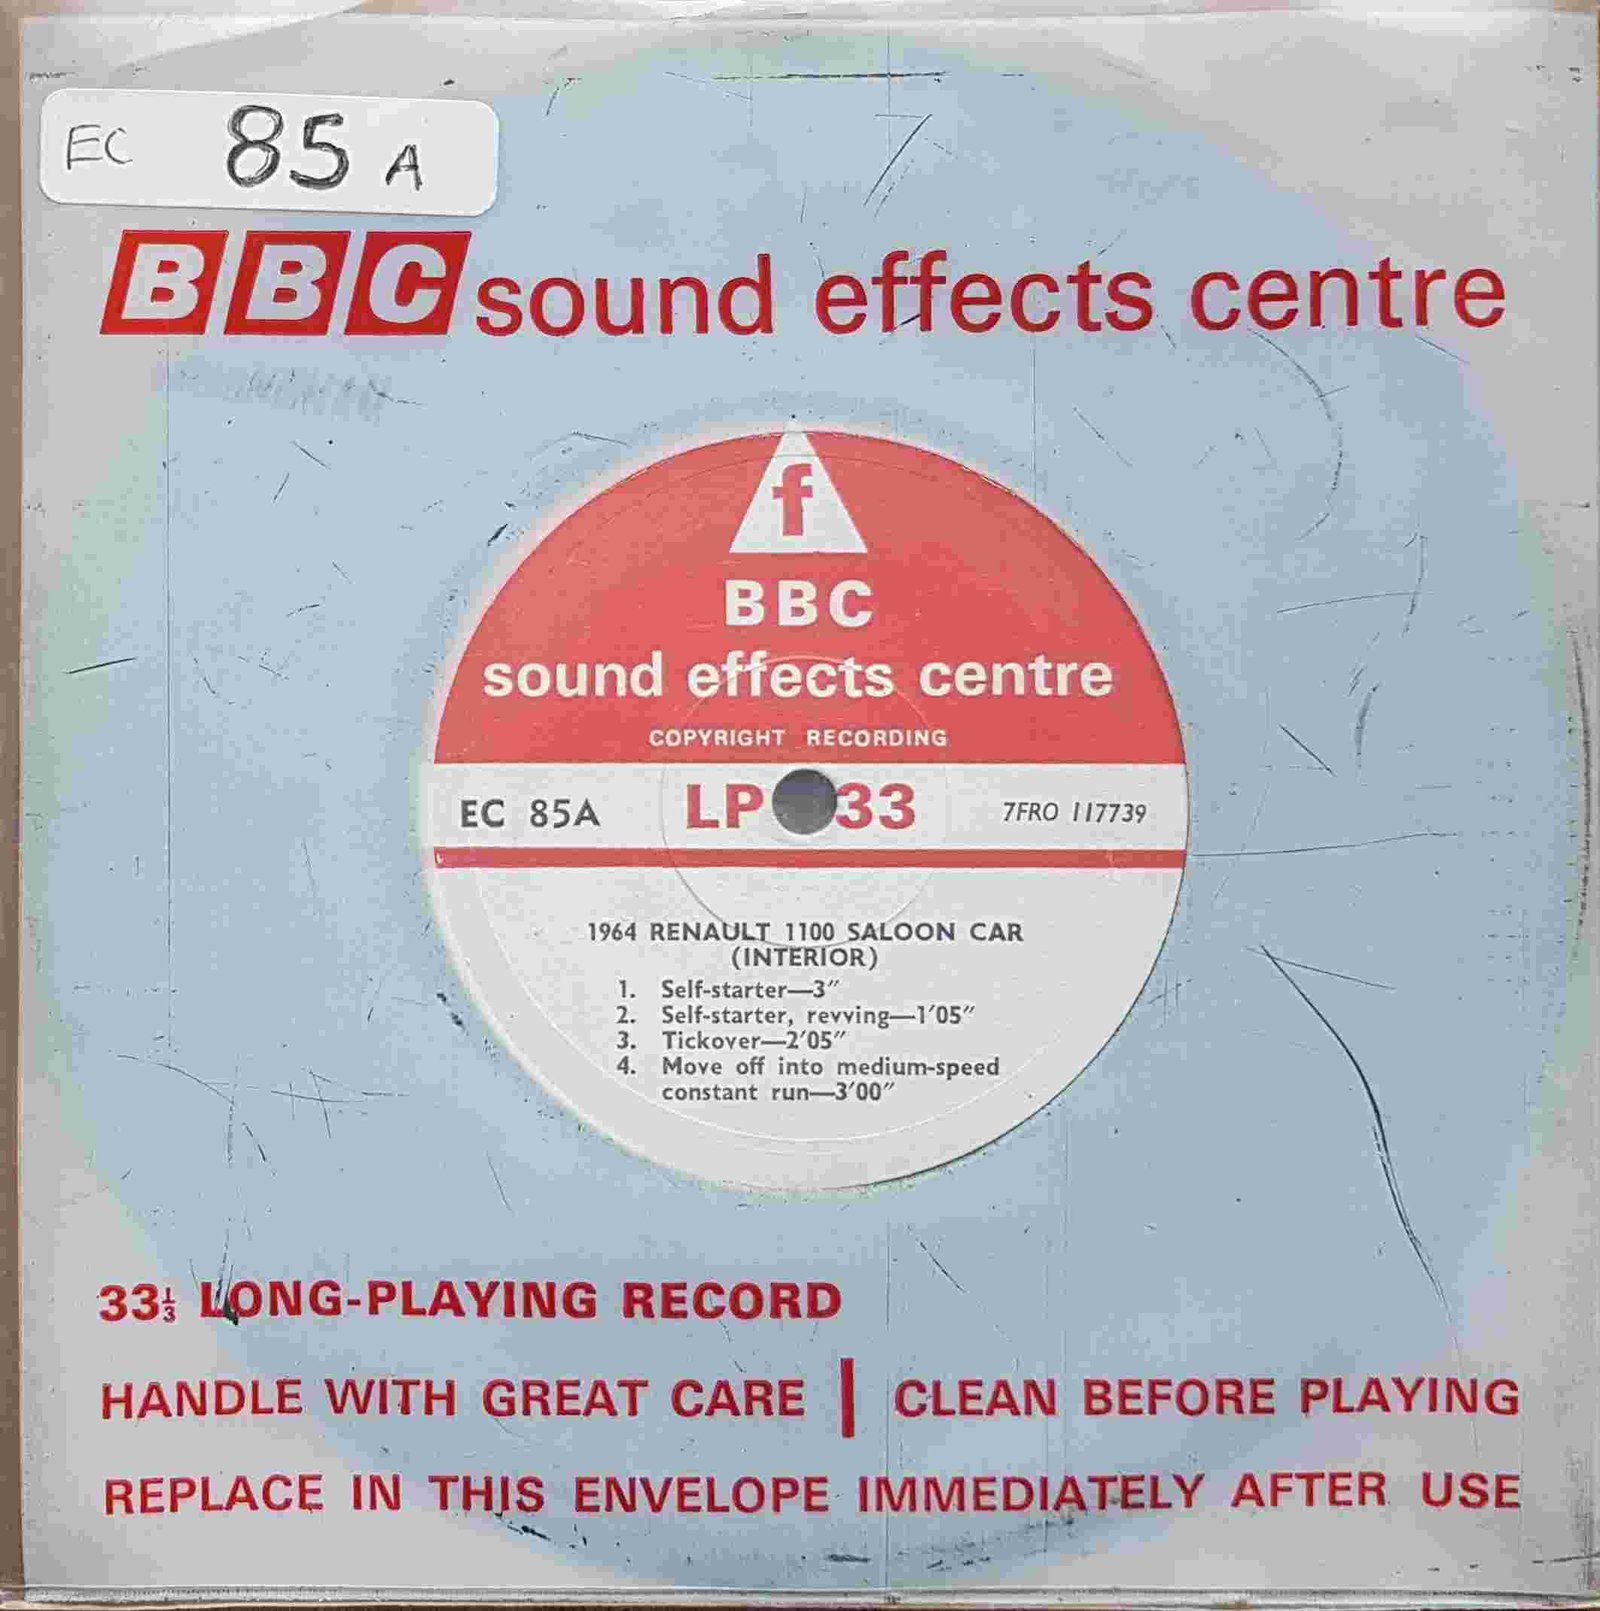 EC 85 A
BBC sound effects centre
f
BBC
sound effects centre
COPYRIGHT RECORDING
EC 85A LP 33 7FRO 117739
1964 RENAULT 1100 SALOON CAR
(INTERIOR)
1. Self-starter—3″
2. Self-starter, revving—1′05″
3. Tickover—2′05″
4. Move off into medium-speed
constant run—3′00″
33⅓ LONG-PLAYING RECORD
HANDLE WITH GREAT CARE | CLEAN BEFORE PLAYING
REPLACE IN THIS ENVELOPE IMMEDIATELY AFTER USE